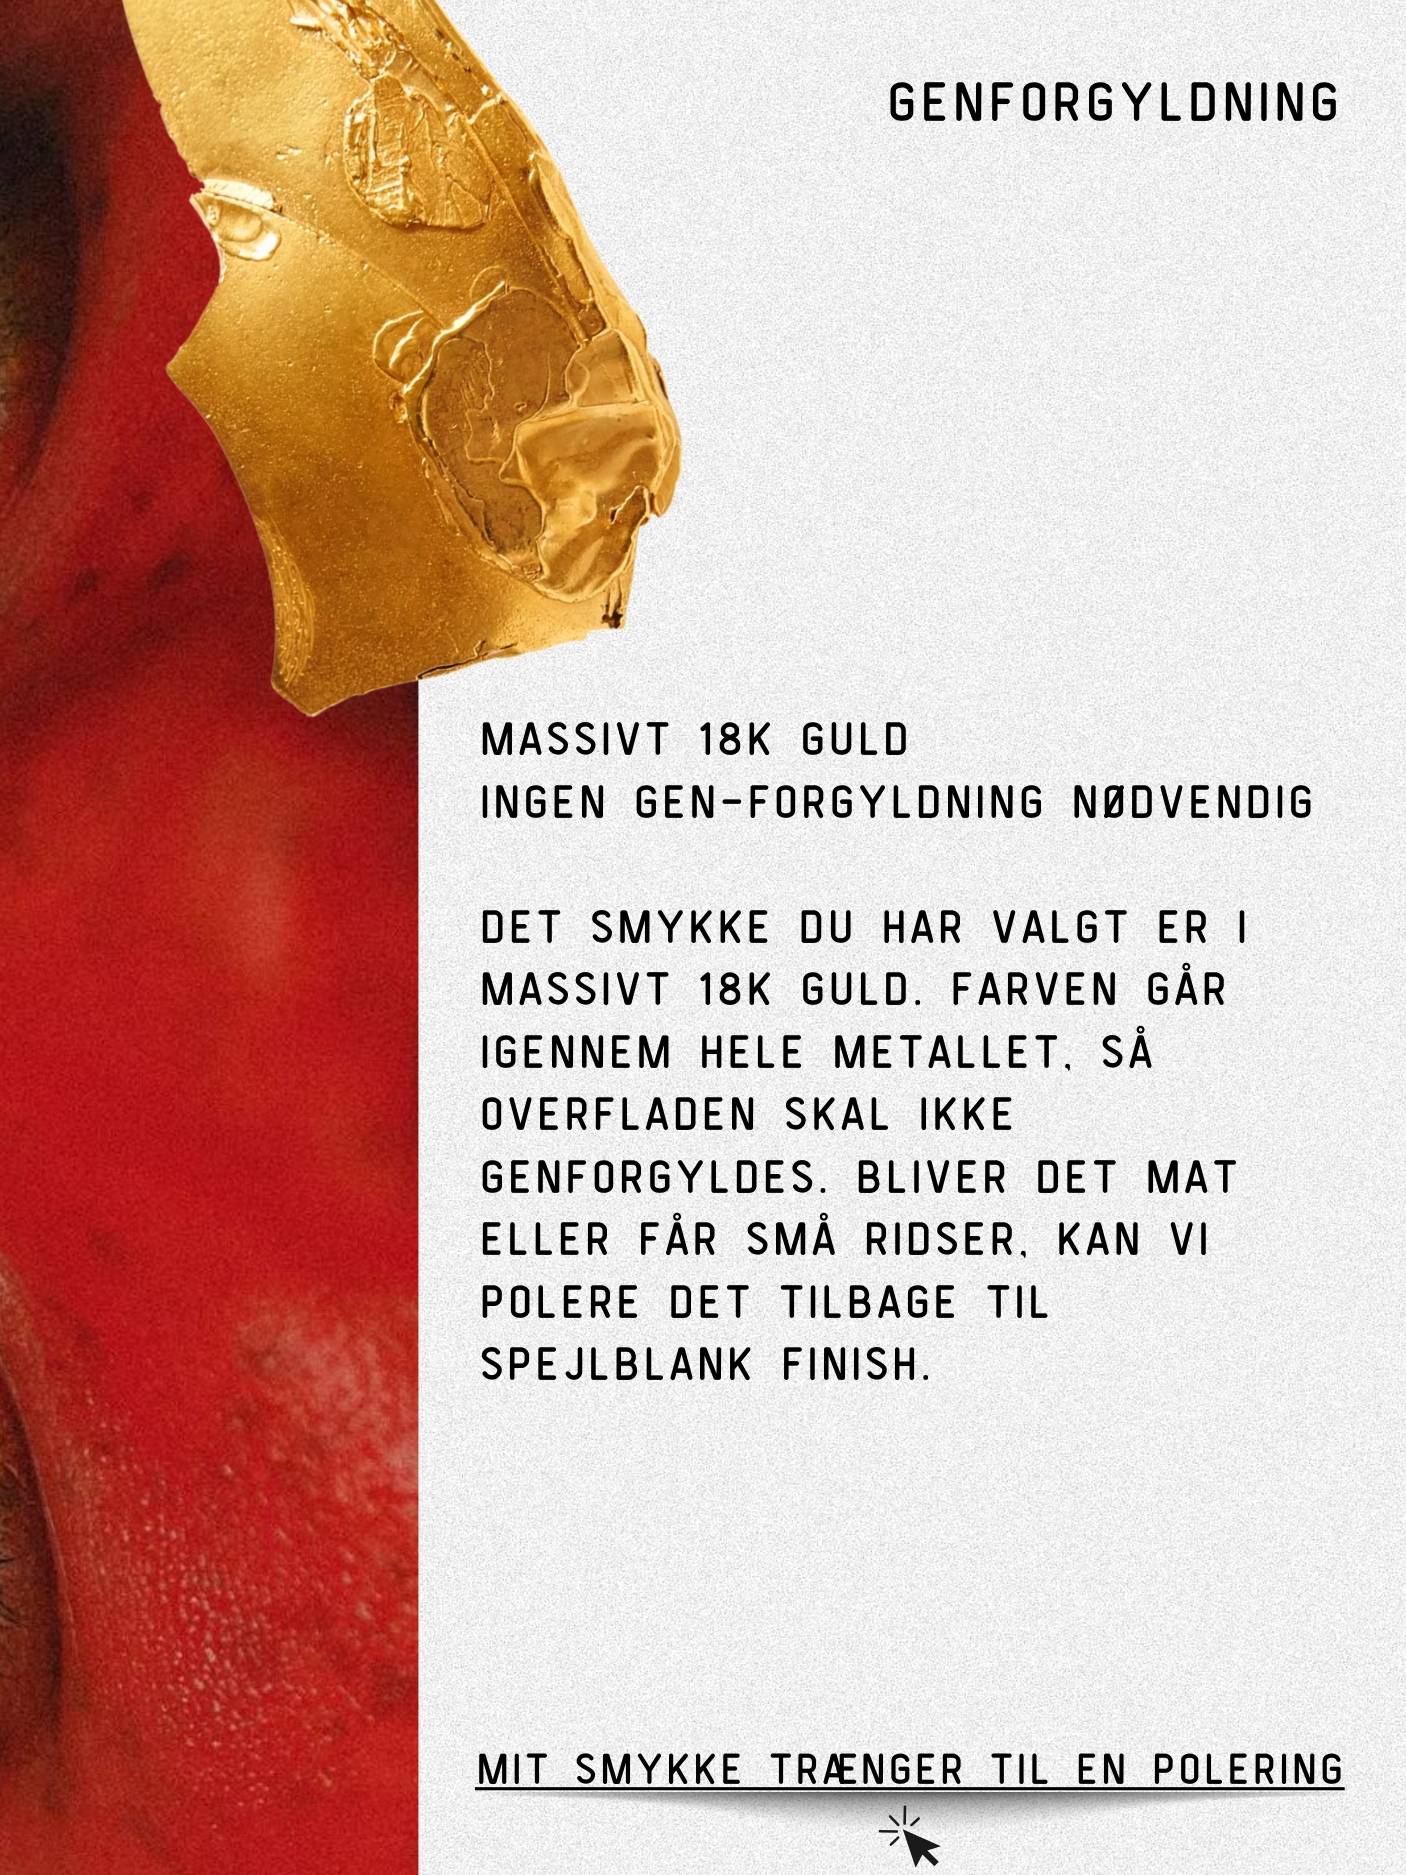 GENFORGYLDNING
MASSIVT 18K GULD
INGEN GEN-FORGYLDNING NØDVENDIG
DET SMYKKE DU HAR VALGT ER I
MASSIVT 18K GULD. FARVEN GÅR
IGENNEM HELE METALLET, SÅ
OVERFLADEN SKAL IKKE
GENFORGYLDES. BLIVER DET MAT
ELLER FÅR SMÅ RIDSER, KAN VI
POLERE DET TILBAGE TIL
SPEJLBLANK FINISH.
MIT SMYKKE TRÆNGER TIL EN POLERING